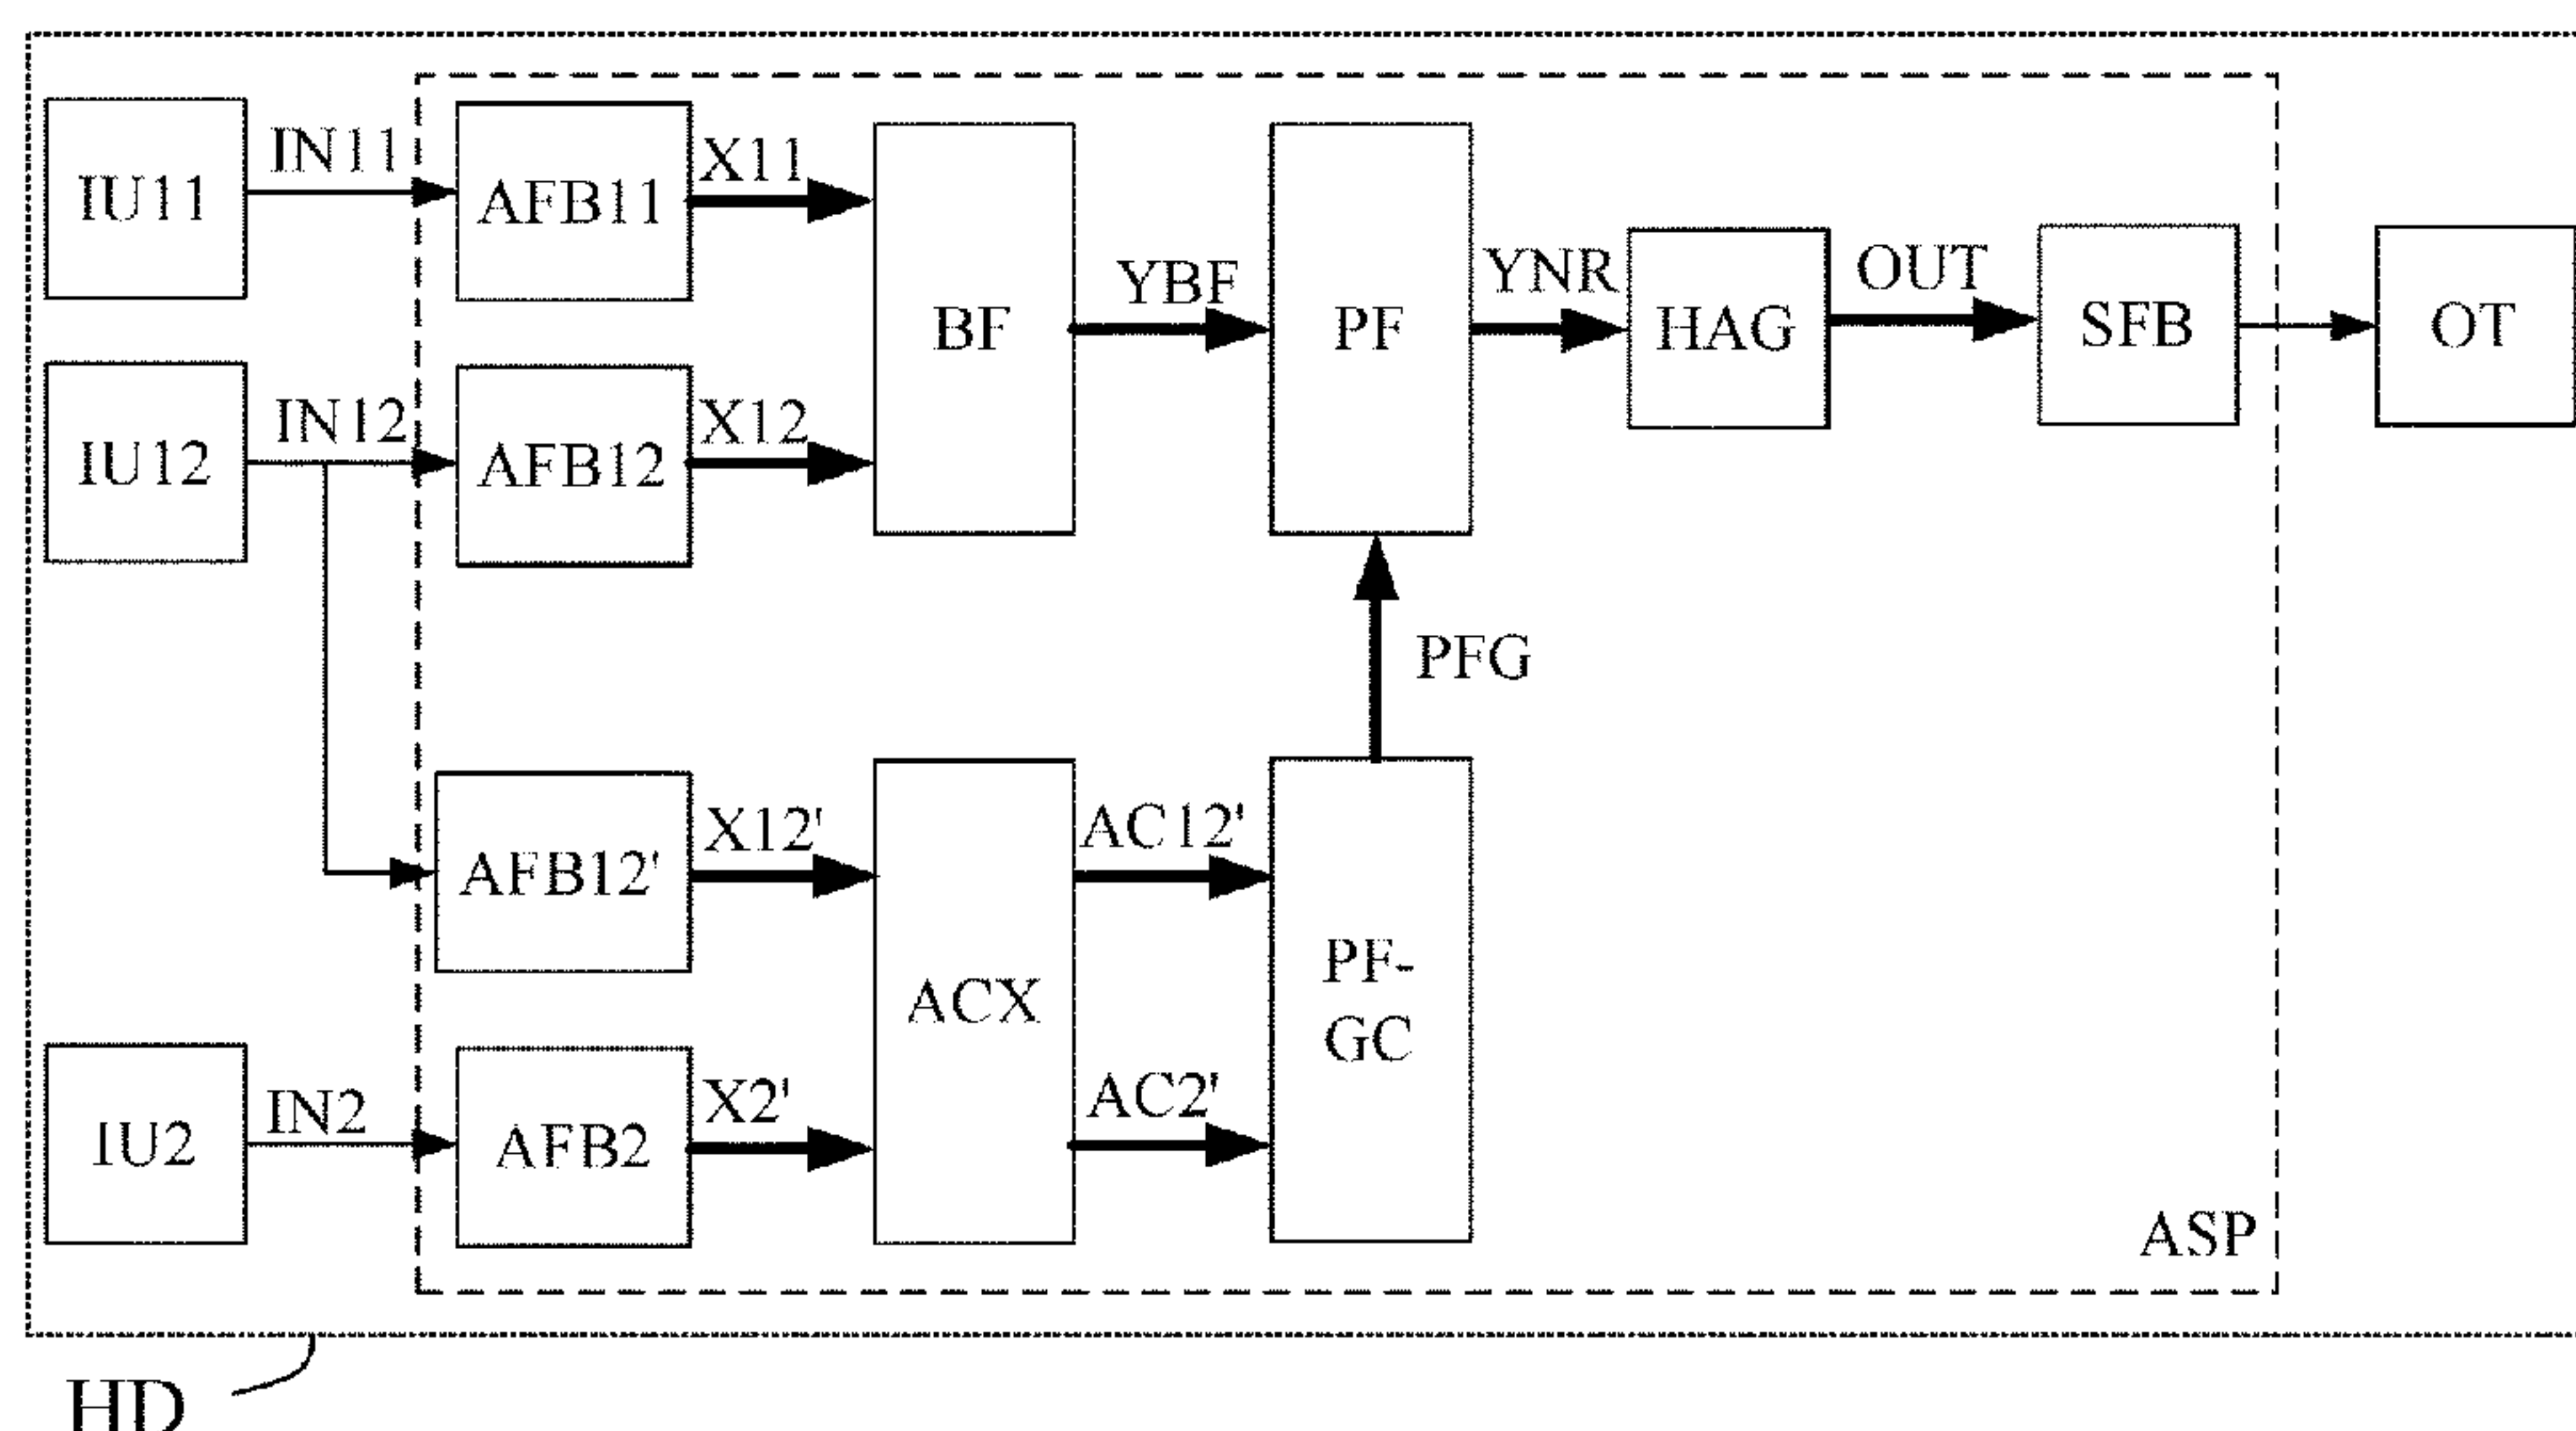 IU11
IN11
AFB11
X11
BF
YBF
PF
YNR
HAG
OUT
SFB
OT
IU12
IN12
AFB12
X12
PFG
AFB12'
X12'
ACX
AC12'
PF-
GC
IU2
IN2
AFB2
X2'
AC2'
ASP
HD